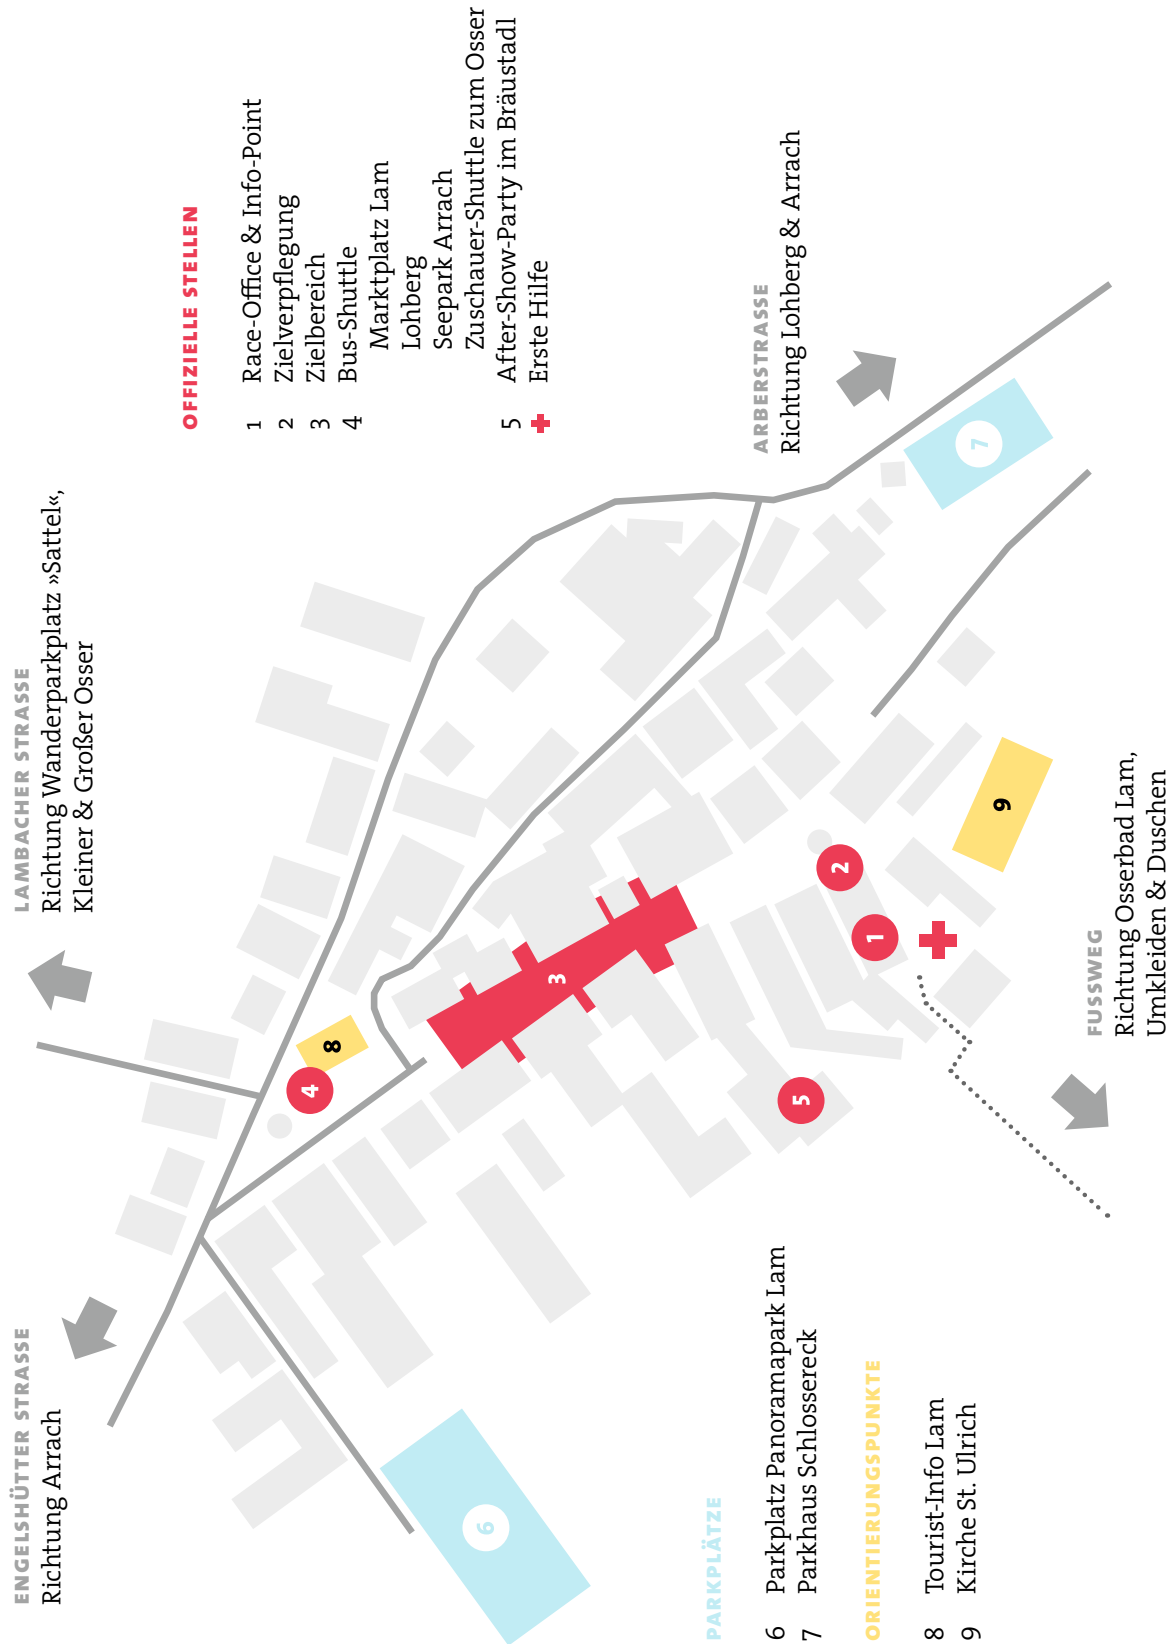 ENGELSHÜTTER STRASSE
Richtung Arrach
LAMBACHER STRASSE
Richtung Wanderparkplatz »Sattel«,
Kleiner & Großer Osser
OFFIZIELLE STELLEN
1 Race-Office & Info-Point
2 Zielverpflegung
3 Zielbereich
4 Bus-Shuttle
Marktplatz Lam
Lohberg
Seepark Arrach
Zuschauer-Shuttle zum Osser
5 After-Show-Party im Bräustadl
Erste Hilfe
ARBERSTRASSE
Richtung Lohberg & Arrach
4
8
3
6
5
2
1
9
7
PARKPLÄTZE
6 Parkplatz Panoramapark Lam
7 Parkhaus Schlossereck
ORIENTIERUNGSPUNKTE
8 Tourist-Info Lam
9 Kirche St. Ulrich
FUSSWEG
Richtung Osserbad Lam,
Umkleiden & Duschen